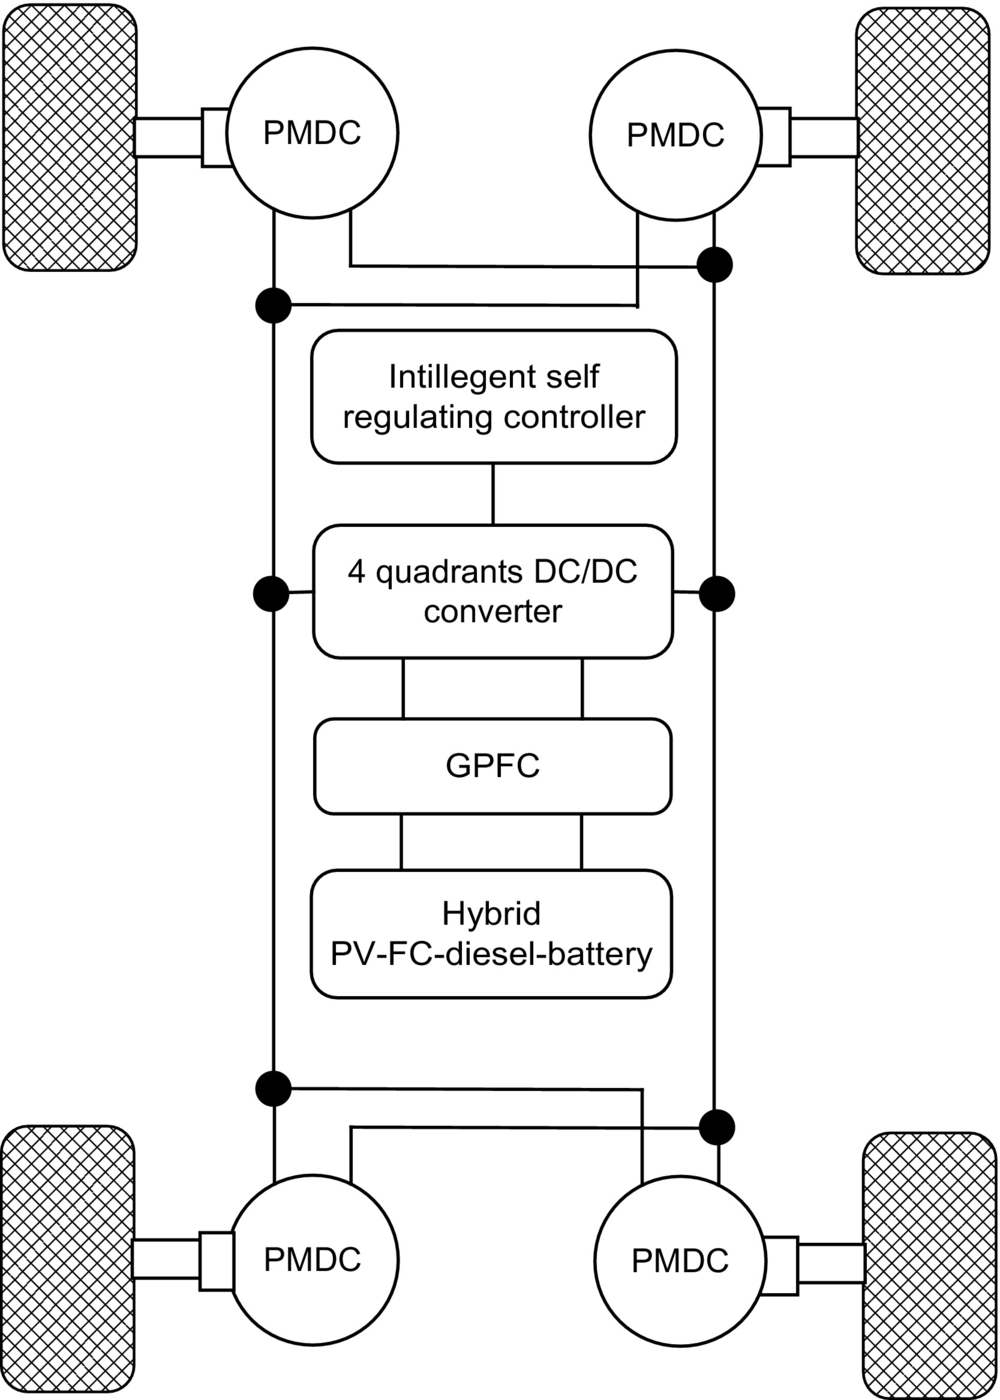 PMDC
PMDC
Intillegent self
regulating controller
4 quadrants DC/DC
converter
GPFC
Hybrid
PV-FC-diesel-battery
PMDC
PMDC